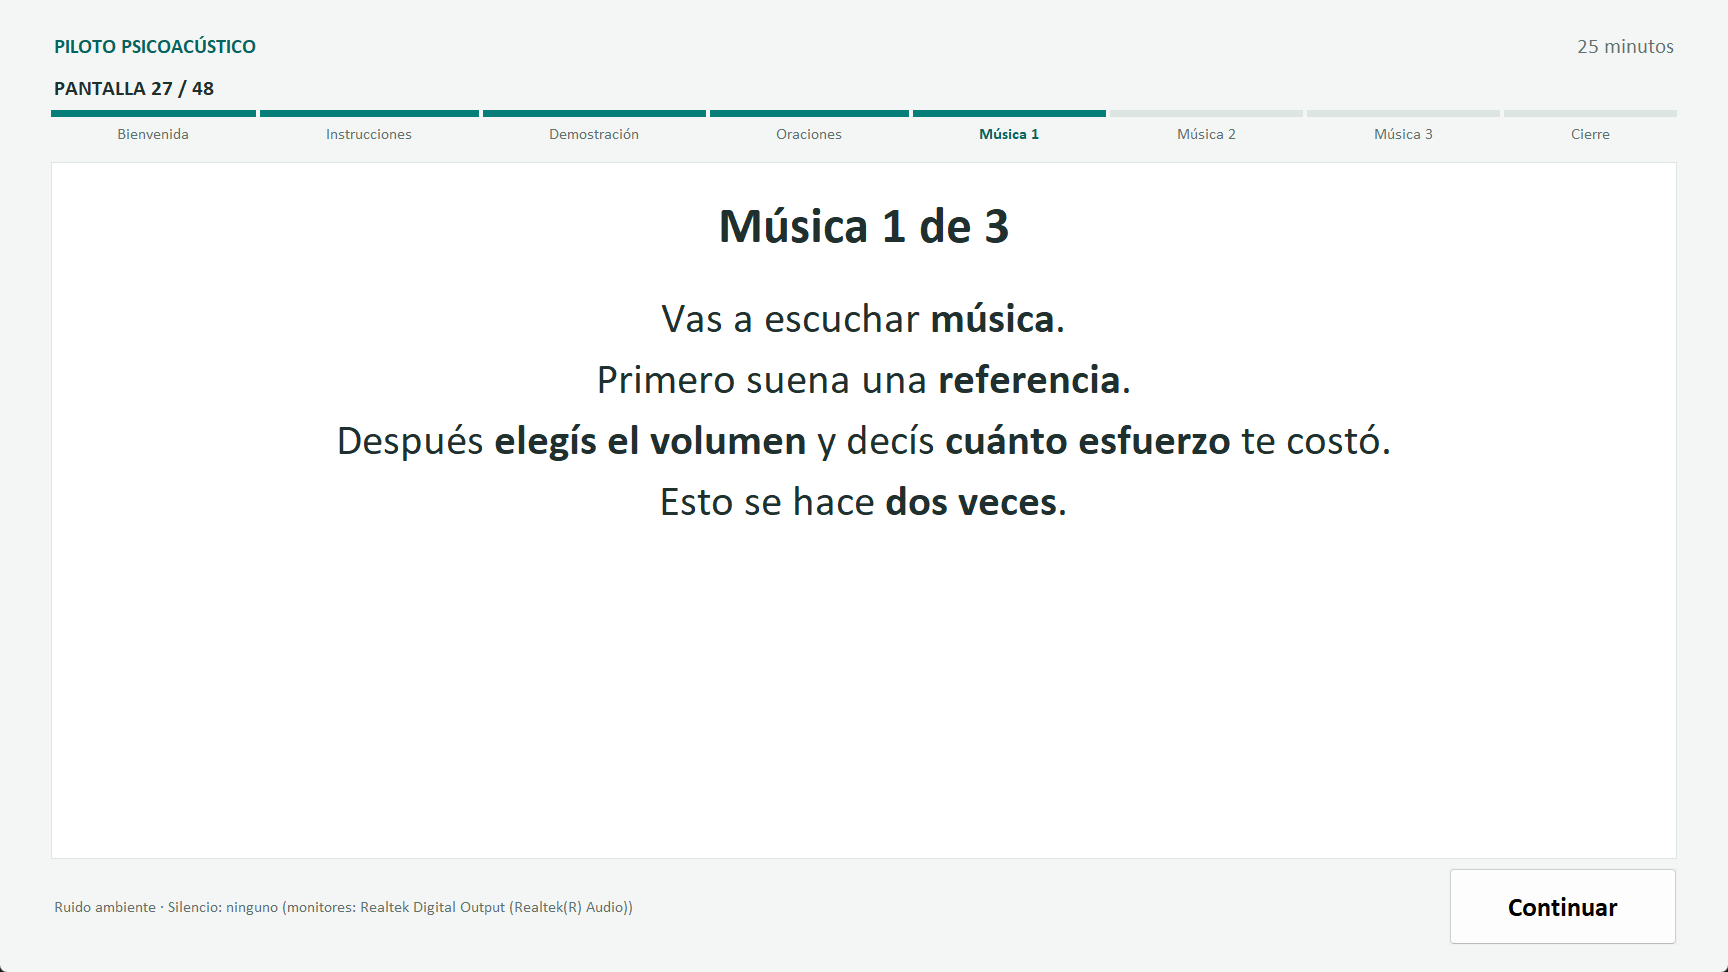 PILOTO PSICOACÚSTICO
25 minutos
PANTALLA 27 / 48
Bienvenida
Instrucciones
Demostración
Oraciones
Música 1
Música 2
Música 3
Cierre
Música 1 de 3
Vas a escuchar música.
Primero suena una referencia.
Después elegís el volumen y decís cuánto esfuerzo te costó.
Esto se hace dos veces.
Ruido ambiente · Silencio: ninguno (monitores: Realtek Digital Output (Realtek(R) Audio))
Continuar